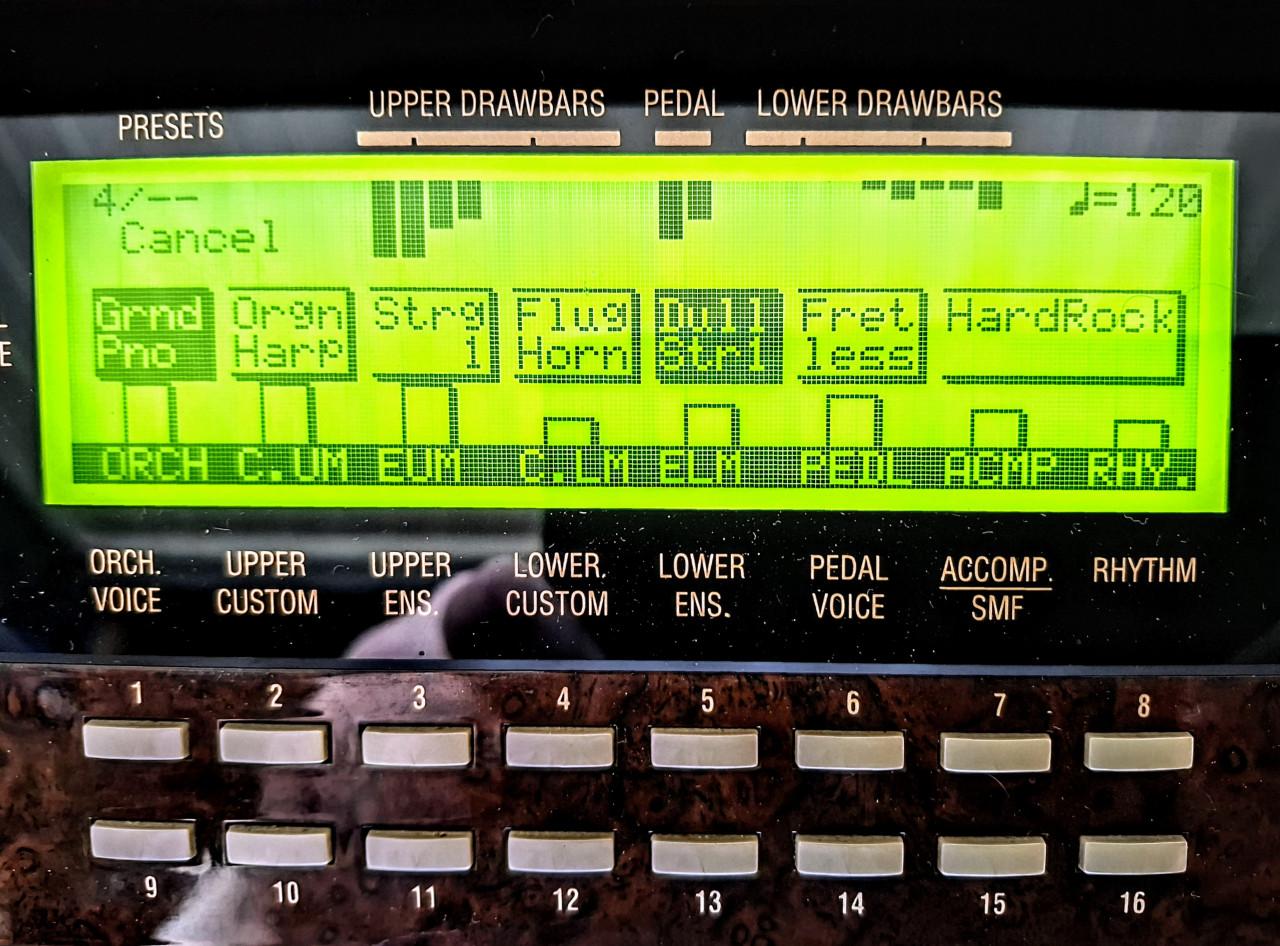 UPPER DRAWBARS PEDAL LOWER DRAWBARS
PRESETS
4/-- ♩=120
Cancel
Grnd Orgn Strg Flug Dull Fret HardRock
Pno Harp 1 Horn Stri less
ORCH C.UM EUM C.LM ELM PEDL ACMP RHY.
ORCH. UPPER UPPER LOWER. LOWER PEDAL ACCOMP. RHYTHM
VOICE CUSTOM ENS. CUSTOM ENS. VOICE SMF
1 2 3 4 5 6 7 8
9 10 11 12 13 14 15 16